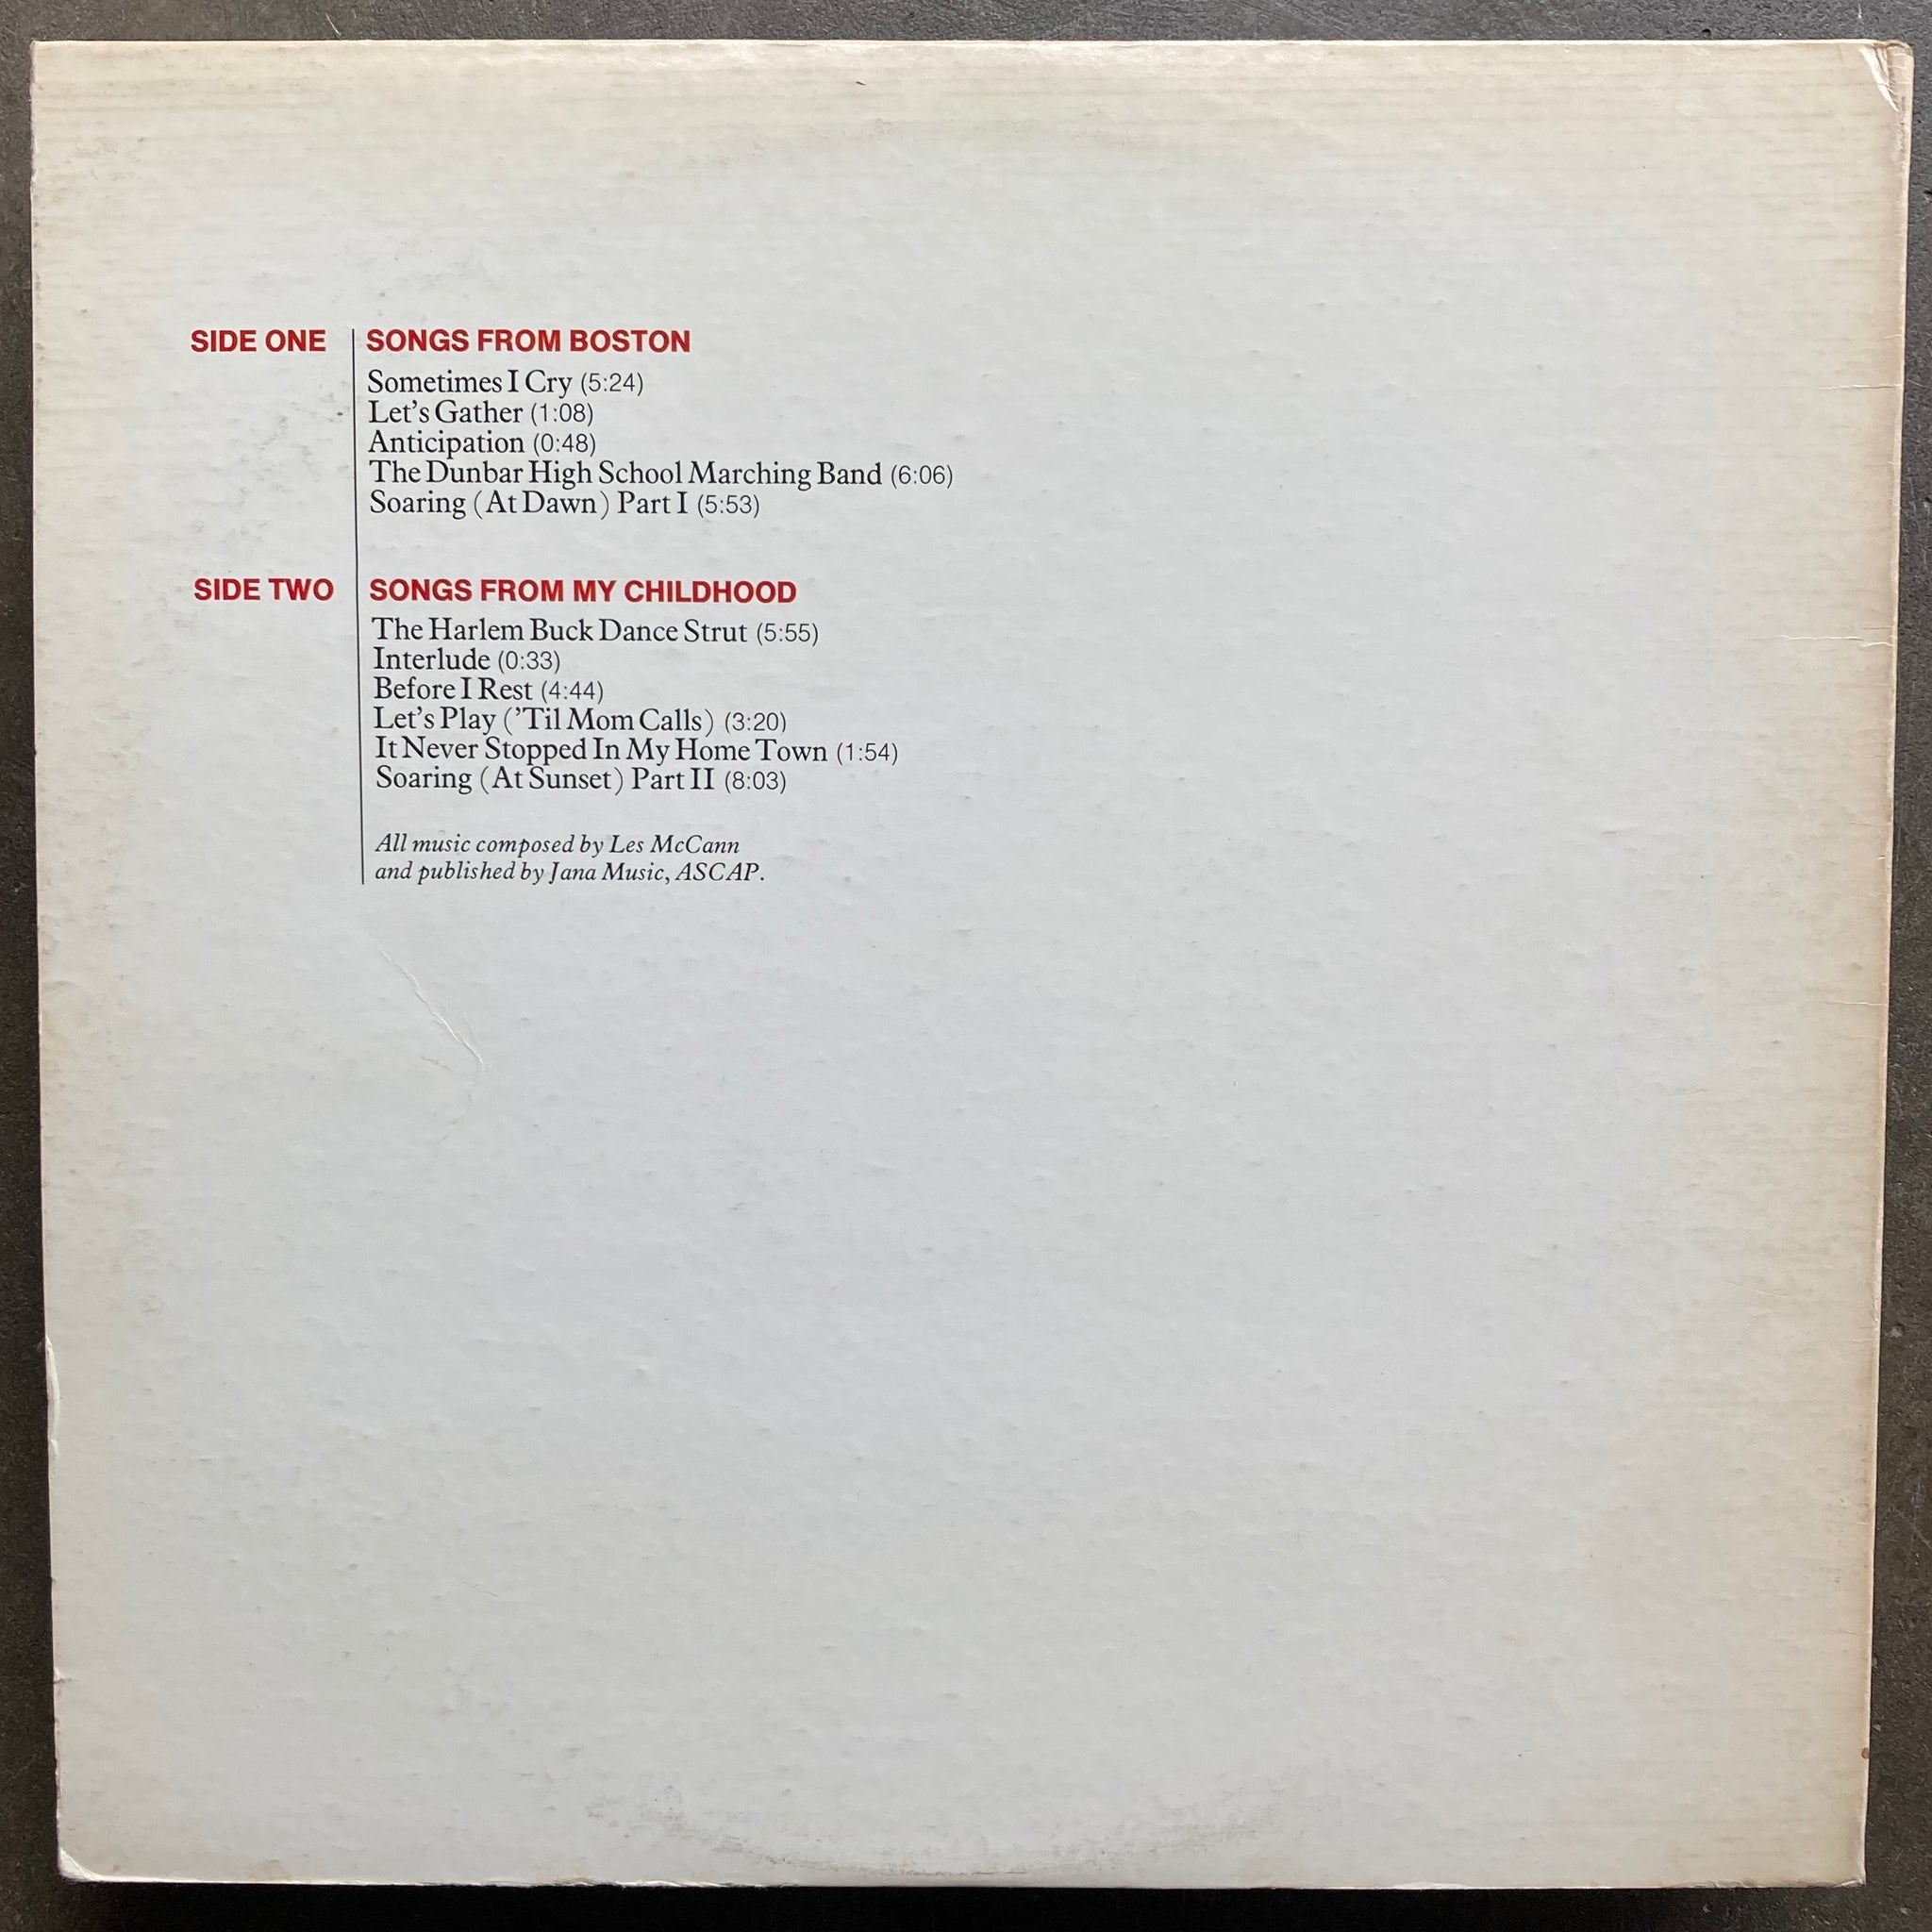 SIDE ONE
SONGS FROM BOSTON
Sometimes I Cry (5:24)
Let's Gather (1:08)
Anticipation (0:48)
The Dunbar High School Marching Band (6:06)
Soaring (At Dawn) Part I (5:53)
SIDE TWO
SONGS FROM MY CHILDHOOD
The Harlem Buck Dance Strut (5:55)
Interlude (0:33)
Before I Rest (4:44)
Let's Play ('Til Mom Calls) (3:20)
It Never Stopped In My Home Town (1:54)
Soaring (At Sunset) Part II (8:03)
All music composed by Les McCann
and published by Jana Music, ASCAP.